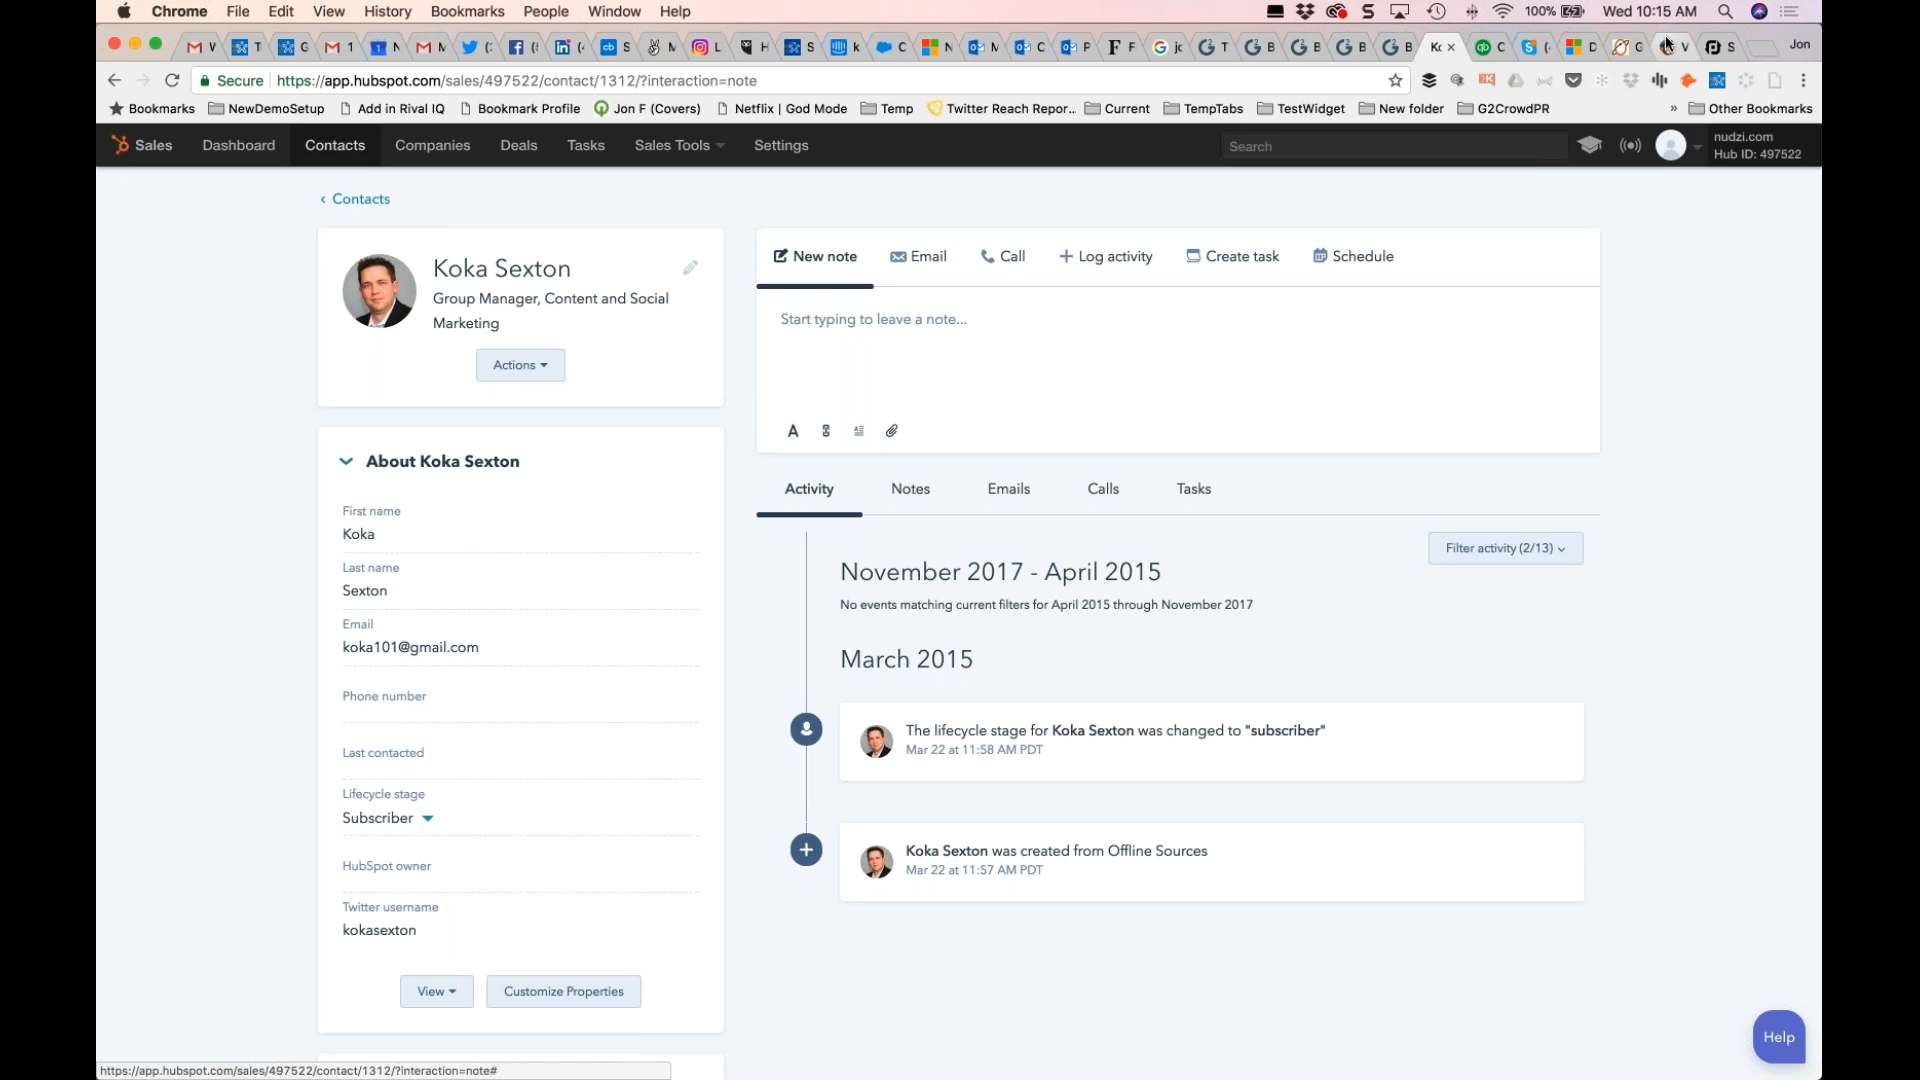 Chrome File Edit View History Bookmarks People Window Help 100% Wed 10:15 AM
Jon
Secure https://app.hubspot.com/sales/497522/contact/1312/?interaction=note
Bookmarks NewDemoSetup Add in Rival IQ Bookmark Profile Jon F (Covers) Netflix | God Mode Temp Twitter Reach Repor... Current TempTabs TestWidget New folder G2CrowdPR » Other Bookmarks
Sales Dashboard Contacts Companies Deals Tasks Sales Tools Settings Search
nudzi.com
Hub ID: 497522
‹ Contacts
Koka Sexton
Group Manager, Content and Social
Marketing
Actions
New note Email Call Log activity Create task Schedule
Start typing to leave a note...
About Koka Sexton
First name
Koka
Last name
Sexton
Email
koka101@gmail.com
Phone number
Last contacted
Lifecycle stage
Subscriber
HubSpot owner
Twitter username
kokasexton
View Customize Properties
Activity Notes Emails Calls Tasks
Filter activity (2/13)
November 2017 - April 2015
No events matching current filters for April 2015 through November 2017
March 2015
The lifecycle stage for Koka Sexton was changed to "subscriber"
Mar 22 at 11:58 AM PDT
Koka Sexton was created from Offline Sources
Mar 22 at 11:57 AM PDT
Help
https://app.hubspot.com/sales/497522/contact/1312/?interaction=note#